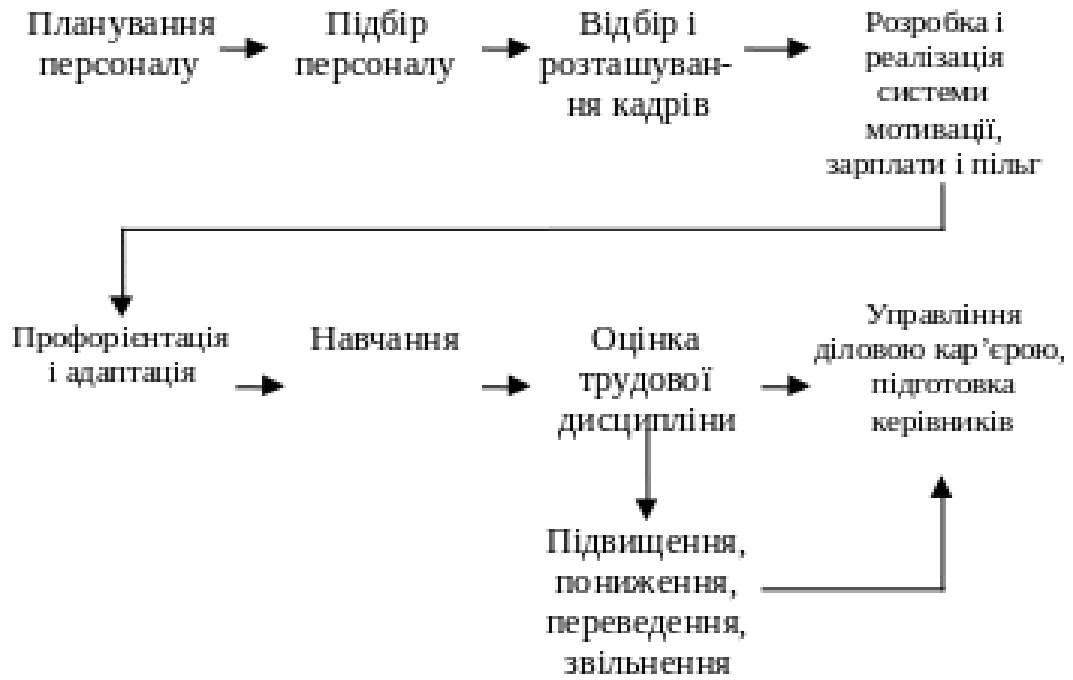 Планування
персоналу
Підбір
персоналу
Відбір і
розташуван-
ня кадрів
Розробка і
реалізація
системи
мотивації,
зарплати і пільг
Профорієнтація
і адаптація
Навчання
Оцінка
трудової
дисципліни
Управління
діловою кар’єрою,
підготовка
керівників
Підвищення,
пониження,
переведення,
звільнення